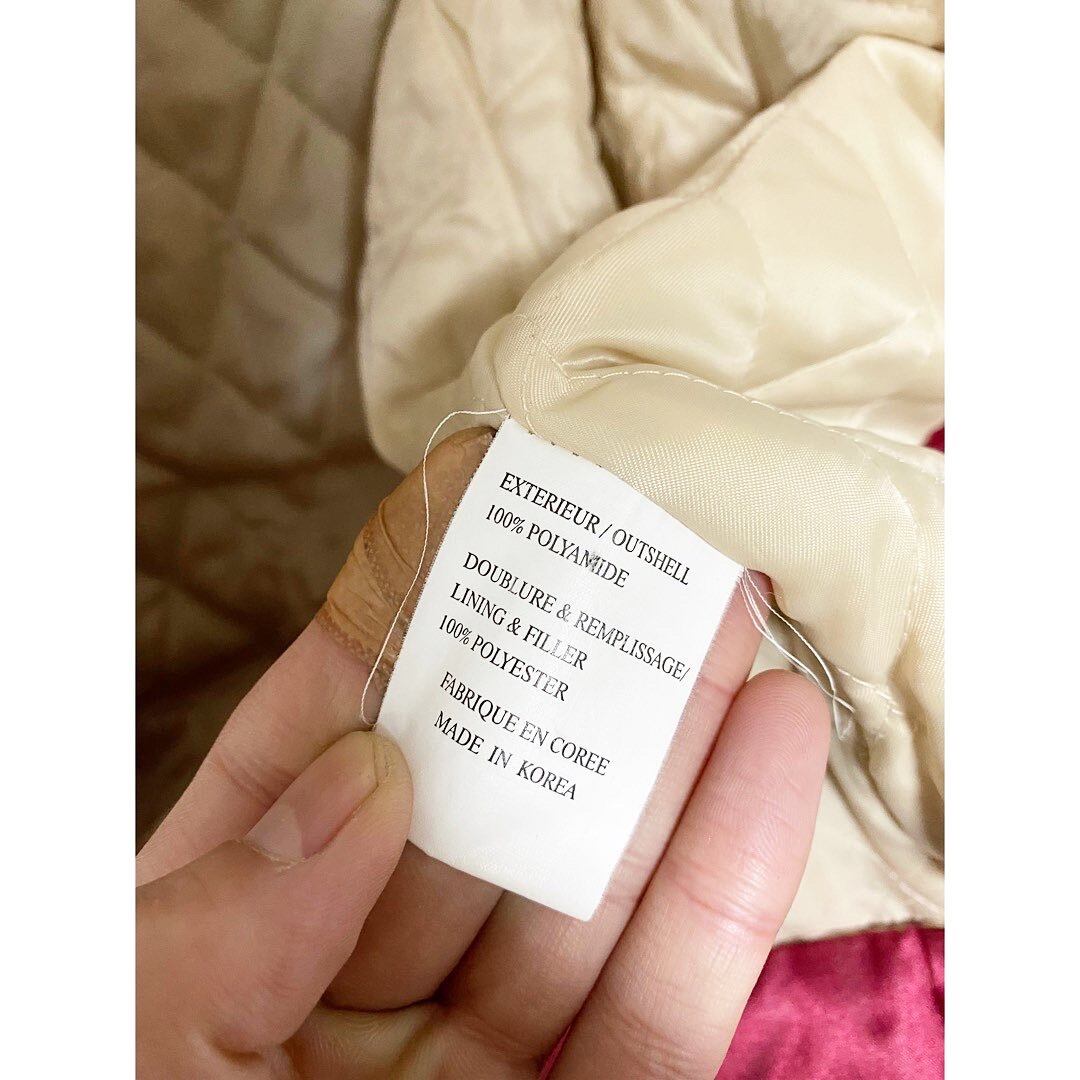 EXTERIEUR / OUTSHELL
100% POLYAMIDE
DOUBLURE & REMPLISSAGE/
LINING & FILLER
100% POLYESTER
FABRIQUE EN COREE
MADE IN KOREA